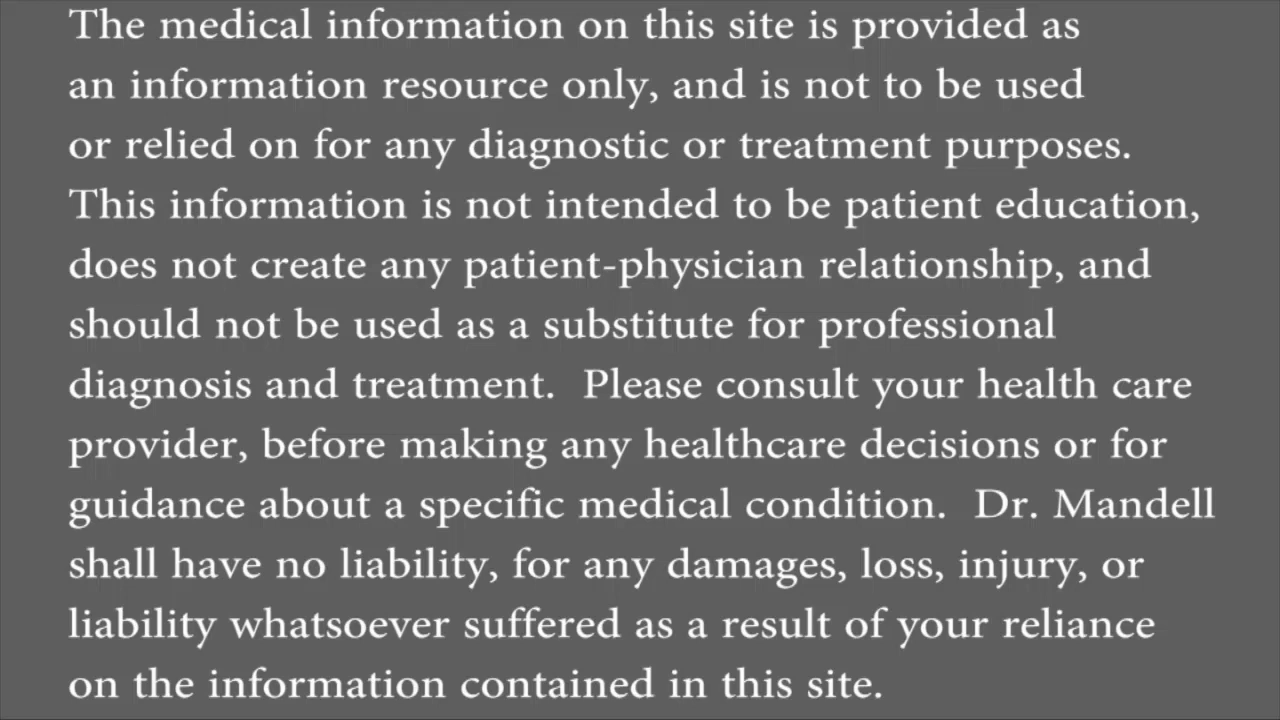 The medical information on this site is provided as
an information resource only, and is not to be used
or relied on for any diagnostic or treatment purposes.
This information is not intended to be patient education,
does not create any patient-physician relationship, and
should not be used as a substitute for professional
diagnosis and treatment.  Please consult your health care
provider, before making any healthcare decisions or for
guidance about a specific medical condition.  Dr. Mandell
shall have no liability, for any damages, loss, injury, or
liability whatsoever suffered as a result of your reliance
on the information contained in this site.